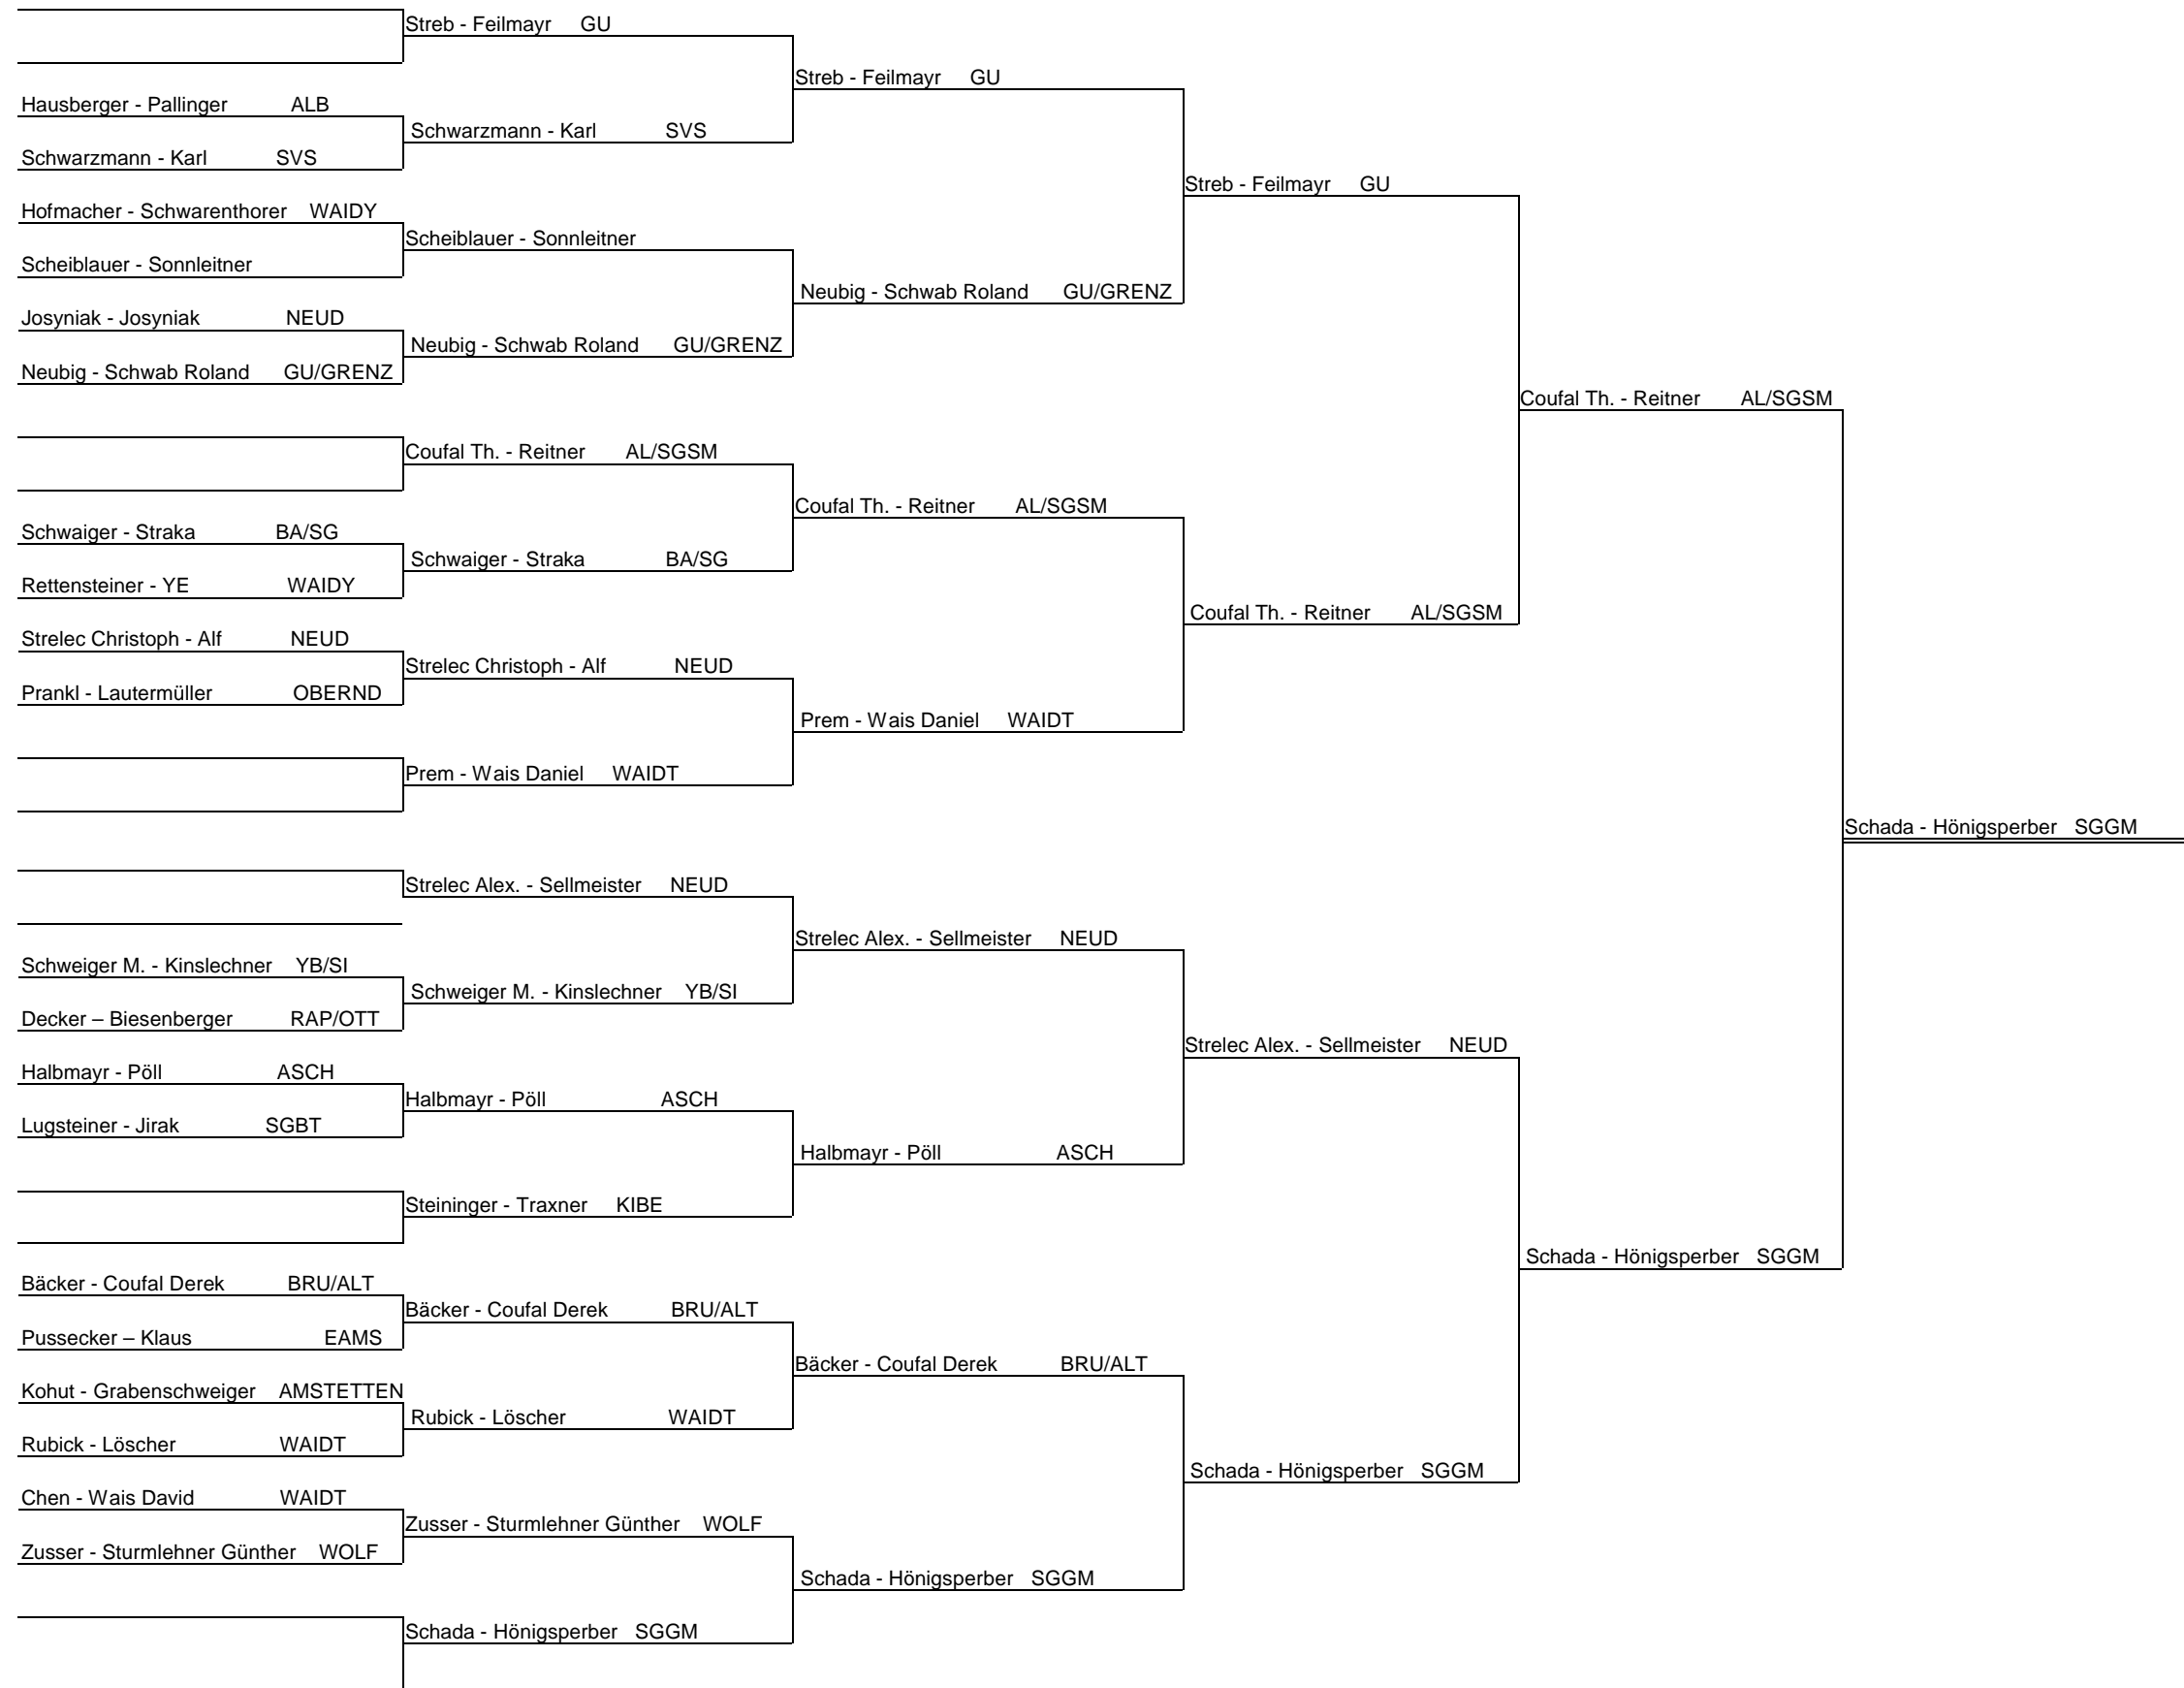 Streb - Feilmayr GU
Streb - Feilmayr GU
Hausberger - Pallinger ALB
Schwarzmann - Karl SVS
Schwarzmann - Karl SVS
Streb - Feilmayr GU
Hofmacher - Schwarenthorer WAIDY
Scheiblauer - Sonnleitner
Scheiblauer - Sonnleitner
Neubig - Schwab Roland GU/GRENZ
Josyniak - Josyniak NEUD
Neubig - Schwab Roland GU/GRENZ
Neubig - Schwab Roland GU/GRENZ
Coufal Th. - Reitner AL/SGSM
Coufal Th. - Reitner AL/SGSM
Coufal Th. - Reitner AL/SGSM
Schwaiger - Straka BA/SG
Schwaiger - Straka BA/SG
Rettensteiner - YE WAIDY
Coufal Th. - Reitner AL/SGSM
Strelec Christoph - Alf NEUD
Strelec Christoph - Alf NEUD
Prankl - Lautermüller OBERND
Prem - Wais Daniel WAIDT
Prem - Wais Daniel WAIDT
Schada - Hönigsperber SGGM
Strelec Alex. - Sellmeister NEUD
Strelec Alex. - Sellmeister NEUD
Schweiger M. - Kinslechner YB/SI
Schweiger M. - Kinslechner YB/SI
Decker – Biesenberger RAP/OTT
Strelec Alex. - Sellmeister NEUD
Halbmayr - Pöll ASCH
Halbmayr - Pöll ASCH
Lugsteiner - Jirak SGBT
Halbmayr - Pöll ASCH
Steininger - Traxner KIBE
Schada - Hönigsperber SGGM
Bäcker - Coufal Derek BRU/ALT
Bäcker - Coufal Derek BRU/ALT
Pussecker – Klaus EAMS
Bäcker - Coufal Derek BRU/ALT
Kohut - Grabenschweiger AMSTETTEN
Rubick - Löscher WAIDT
Rubick - Löscher WAIDT
Schada - Hönigsperber SGGM
Chen - Wais David WAIDT
Zusser - Sturmlehner Günther WOLF
Zusser - Sturmlehner Günther WOLF
Schada - Hönigsperber SGGM
Schada - Hönigsperber SGGM